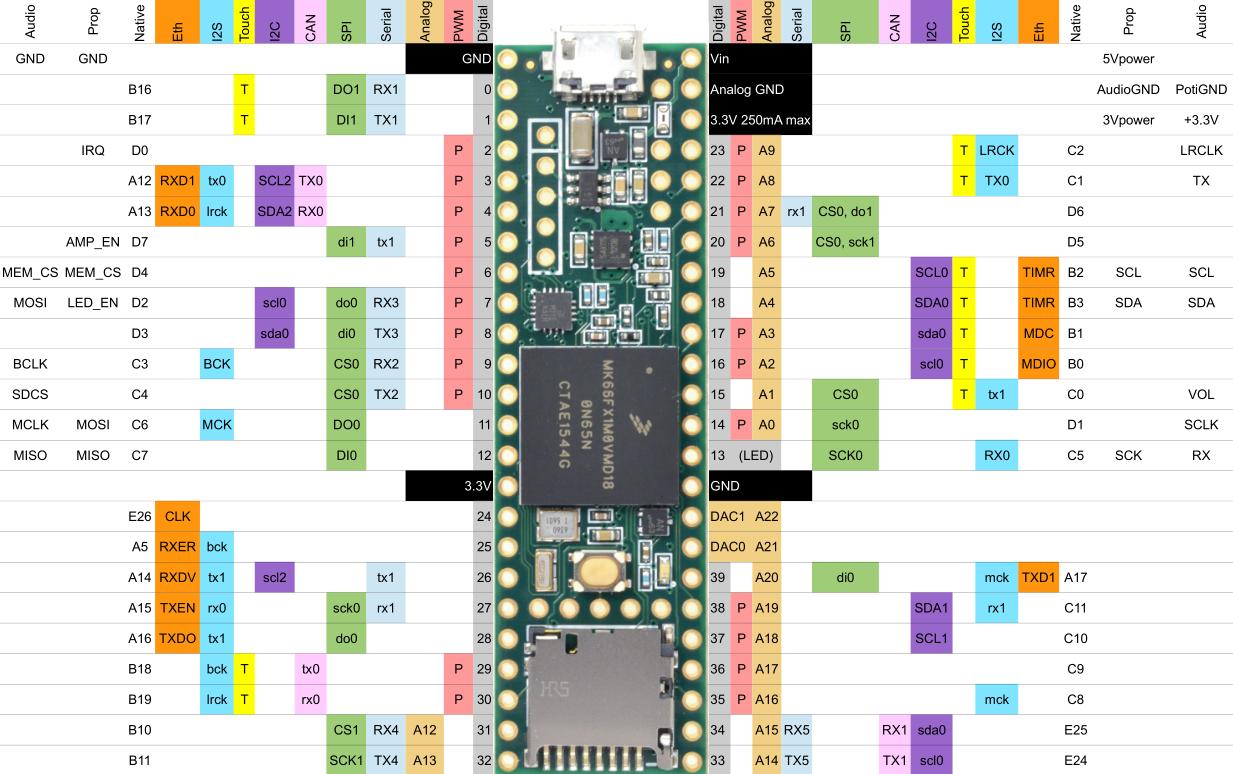 Audio Prop Native Eth I2S Touch I2C CAN SPI Serial Analog PWM Digital Digital PWM Analog Serial SPI CAN I2C Touch I2S Eth Native Prop Audio
GND GND GND Vin 5Vpower
B16 T DO1 RX1 0 Analog GND AudioGND PotiGND
B17 T DI1 TX1 1 3.3V 250mA max 3Vpower +3.3V
IRQ D0 P 2 23 P A9 T LRCK C2 LRCLK
A12 RXD1 tx0 SCL2 TX0 P 3 22 P A8 T TX0 C1 TX
A13 RXD0 lrck SDA2 RX0 P 4 21 P A7 rx1 CS0, do1 D6
AMP_EN D7 di1 tx1 P 5 20 P A6 CS0, sck1 D5
MEM_CS MEM_CS D4 P 6 19 A5 SCL0 T TIMR B2 SCL SCL
MOSI LED_EN D2 scl0 do0 RX3 P 7 18 A4 SDA0 T TIMR B3 SDA SDA
D3 sda0 di0 TX3 P 8 17 P A3 sda0 T MDC B1
BCLK C3 BCK CS0 RX2 P 9 16 P A2 scl0 T MDIO B0
SDCS C4 CS0 TX2 P 10 15 A1 CS0 T tx1 C0 VOL
MCLK MOSI C6 MCK DO0 11 14 P A0 sck0 D1 SCLK
MISO MISO C7 DI0 12 13 (LED) SCK0 RX0 C5 SCK RX
3.3V GND
E26 CLK 24 DAC1 A22
A5 RXER bck 25 DAC0 A21
A14 RXDV tx1 scl2 tx1 26 39 A20 di0 mck TXD1 A17
A15 TXEN rx0 sck0 rx1 27 38 P A19 SDA1 rx1 C11
A16 TXDO tx1 do0 28 37 P A18 SCL1 C10
B18 bck T tx0 P 29 36 P A17 C9
B19 lrck T rx0 P 30 35 P A16 mck C8
B10 CS1 RX4 A12 31 34 A15 RX5 RX1 sda0 E25
B11 SCK1 TX4 A13 32 33 A14 TX5 TX1 scl0 E24
MK66FX1M0VMD18
0N65N
CTAE1544G
HRS